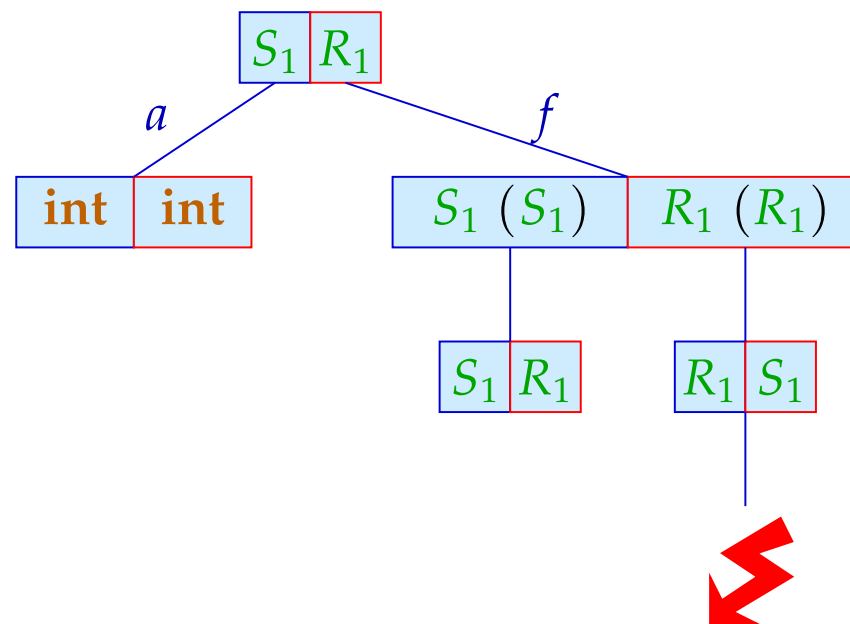 S₁ R₁
a f
int int S₁ (S₁) R₁ (R₁)
S₁ R₁ R₁ S₁